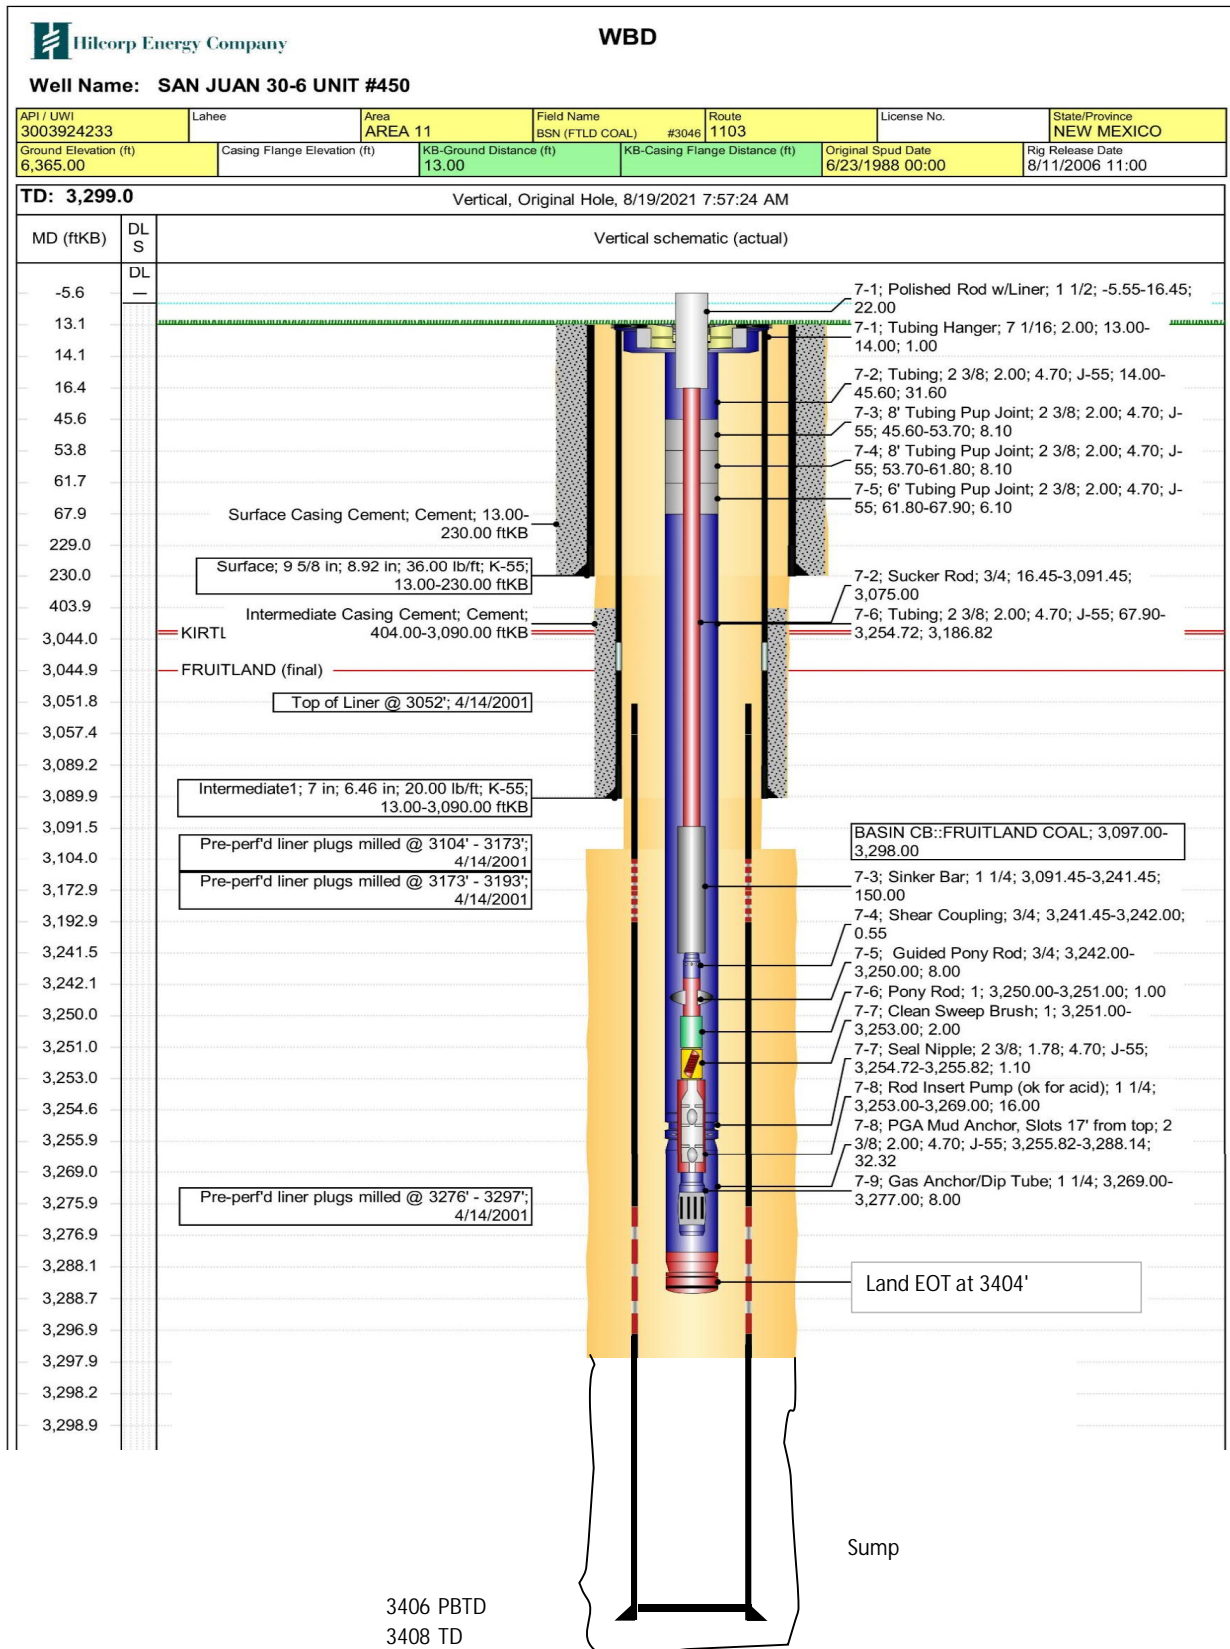 Hilcorp Energy Company
WBD
Well Name: SAN JUAN 30-6 UNIT #450
API / UWI
3003924233
Lahee
Area
AREA 11
Field Name
BSN (FTLD COAL) #3046
Route
1103
License No.
State/Province
NEW MEXICO
Ground Elevation (ft)
6,365.00
Casing Flange Elevation (ft)
KB-Ground Distance (ft)
13.00
KB-Casing Flange Distance (ft)
Original Spud Date
6/23/1988 00:00
Rig Release Date
8/11/2006 11:00
TD: 3,299.0
Vertical, Original Hole, 8/19/2021 7:57:24 AM
MD (ftKB)
DL
S
Vertical schematic (actual)
DL
-5.6
13.1
14.1
16.4
45.6
53.8
61.7
67.9
229.0
230.0
403.9
3,044.0
3,044.9
3,051.8
3,057.4
3,089.2
3,089.9
3,091.5
3,104.0
3,172.9
3,192.9
3,241.5
3,242.1
3,250.0
3,251.0
3,253.0
3,254.6
3,255.9
3,269.0
3,275.9
3,276.9
3,288.1
3,288.7
3,296.9
3,297.9
3,298.2
3,298.9
Surface Casing Cement; Cement; 13.00-
230.00 ftKB
Surface; 9 5/8 in; 8.92 in; 36.00 lb/ft; K-55;
13.00-230.00 ftKB
Intermediate Casing Cement; Cement;
404.00-3,090.00 ftKB
KIRTL
FRUITLAND (final)
Top of Liner @ 3052'; 4/14/2001
Intermediate1; 7 in; 6.46 in; 20.00 lb/ft; K-55;
13.00-3,090.00 ftKB
Pre-perf'd liner plugs milled @ 3104' - 3173';
4/14/2001
Pre-perf'd liner plugs milled @ 3173' - 3193';
4/14/2001
Pre-perf'd liner plugs milled @ 3276' - 3297';
4/14/2001
7-1; Polished Rod w/Liner; 1 1/2; -5.55-16.45;
22.00
7-1; Tubing Hanger; 7 1/16; 2.00; 13.00-
14.00; 1.00
7-2; Tubing; 2 3/8; 2.00; 4.70; J-55; 14.00-
45.60; 31.60
7-3; 8' Tubing Pup Joint; 2 3/8; 2.00; 4.70; J-
55; 45.60-53.70; 8.10
7-4; 8' Tubing Pup Joint; 2 3/8; 2.00; 4.70; J-
55; 53.70-61.80; 8.10
7-5; 6' Tubing Pup Joint; 2 3/8; 2.00; 4.70; J-
55; 61.80-67.90; 6.10
7-2; Sucker Rod; 3/4; 16.45-3,091.45;
3,075.00
7-6; Tubing; 2 3/8; 2.00; 4.70; J-55; 67.90-
3,254.72; 3,186.82
BASIN CB::FRUITLAND COAL; 3,097.00-
3,298.00
7-3; Sinker Bar; 1 1/4; 3,091.45-3,241.45;
150.00
7-4; Shear Coupling; 3/4; 3,241.45-3,242.00;
0.55
7-5; Guided Pony Rod; 3/4; 3,242.00-
3,250.00; 8.00
7-6; Pony Rod; 1; 3,250.00-3,251.00; 1.00
7-7; Clean Sweep Brush; 1; 3,251.00-
3,253.00; 2.00
7-7; Seal Nipple; 2 3/8; 1.78; 4.70; J-55;
3,254.72-3,255.82; 1.10
7-8; Rod Insert Pump (ok for acid); 1 1/4;
3,253.00-3,269.00; 16.00
7-8; PGA Mud Anchor, Slots 17' from top; 2
3/8; 2.00; 4.70; J-55; 3,255.82-3,288.14;
32.32
7-9; Gas Anchor/Dip Tube; 1 1/4; 3,269.00-
3,277.00; 8.00
Land EOT at 3404'
Sump
3406 PBTD
3408 TD